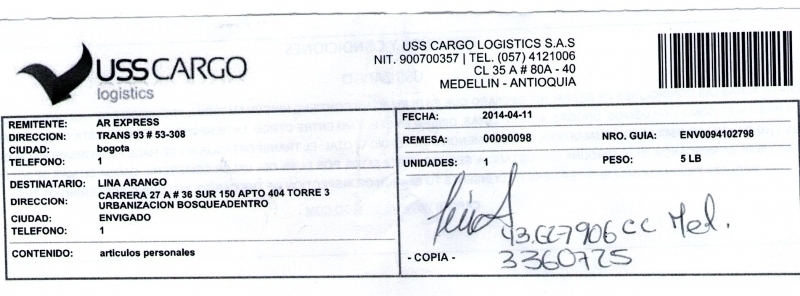 USSCARGO
logistics
USS CARGO LOGISTICS S.A.S
NIT. 900700357 | TEL. (057) 4121006
CL 35 A # 80A - 40
MEDELLIN - ANTIOQUIA
REMITENTE: AR EXPRESS
DIRECCION: TRANS 93 # 53-308
CIUDAD: bogota
TELEFONO: 1
FECHA: 2014-04-11
REMESA: 00090098 NRO. GUIA: ENV0094102798
UNIDADES: 1 PESO: 5 LB
DESTINATARIO: LINA ARANGO
DIRECCION: CARRERA 27 A # 36 SUR 150 APTO 404 TORRE 3
URBANIZACION BOSQUEADENTRO
CIUDAD: ENVIGADO
TELEFONO: 1
CONTENIDO: articulos personales
43.627906 cc Mel.
3360725
- COPIA -